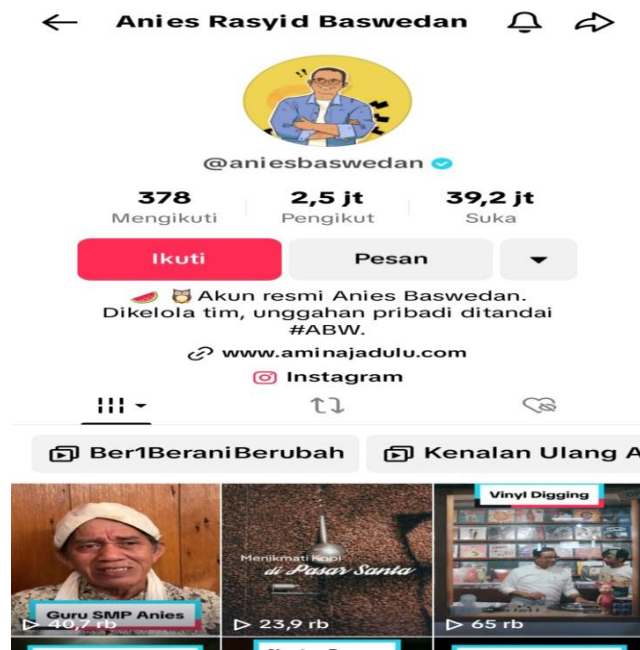 Anies Rasyid Baswedan
@aniesbaswedan
378
Mengikuti
2,5 jt
Pengikut
39,2 jt
Suka
Ikuti
Pesan
🍉 🦉Akun resmi Anies Baswedan.
Dikelola tim, unggahan pribadi ditandai
#ABW.
www.aminajadulu.com
Instagram
Ber1BeraniBerubah
Kenalan Ulang A
Guru SMP Anies
40,7 rb
Menikmati Kopi
di Pasar Santa
23,9 rb
Vinyl Digging
65 rb